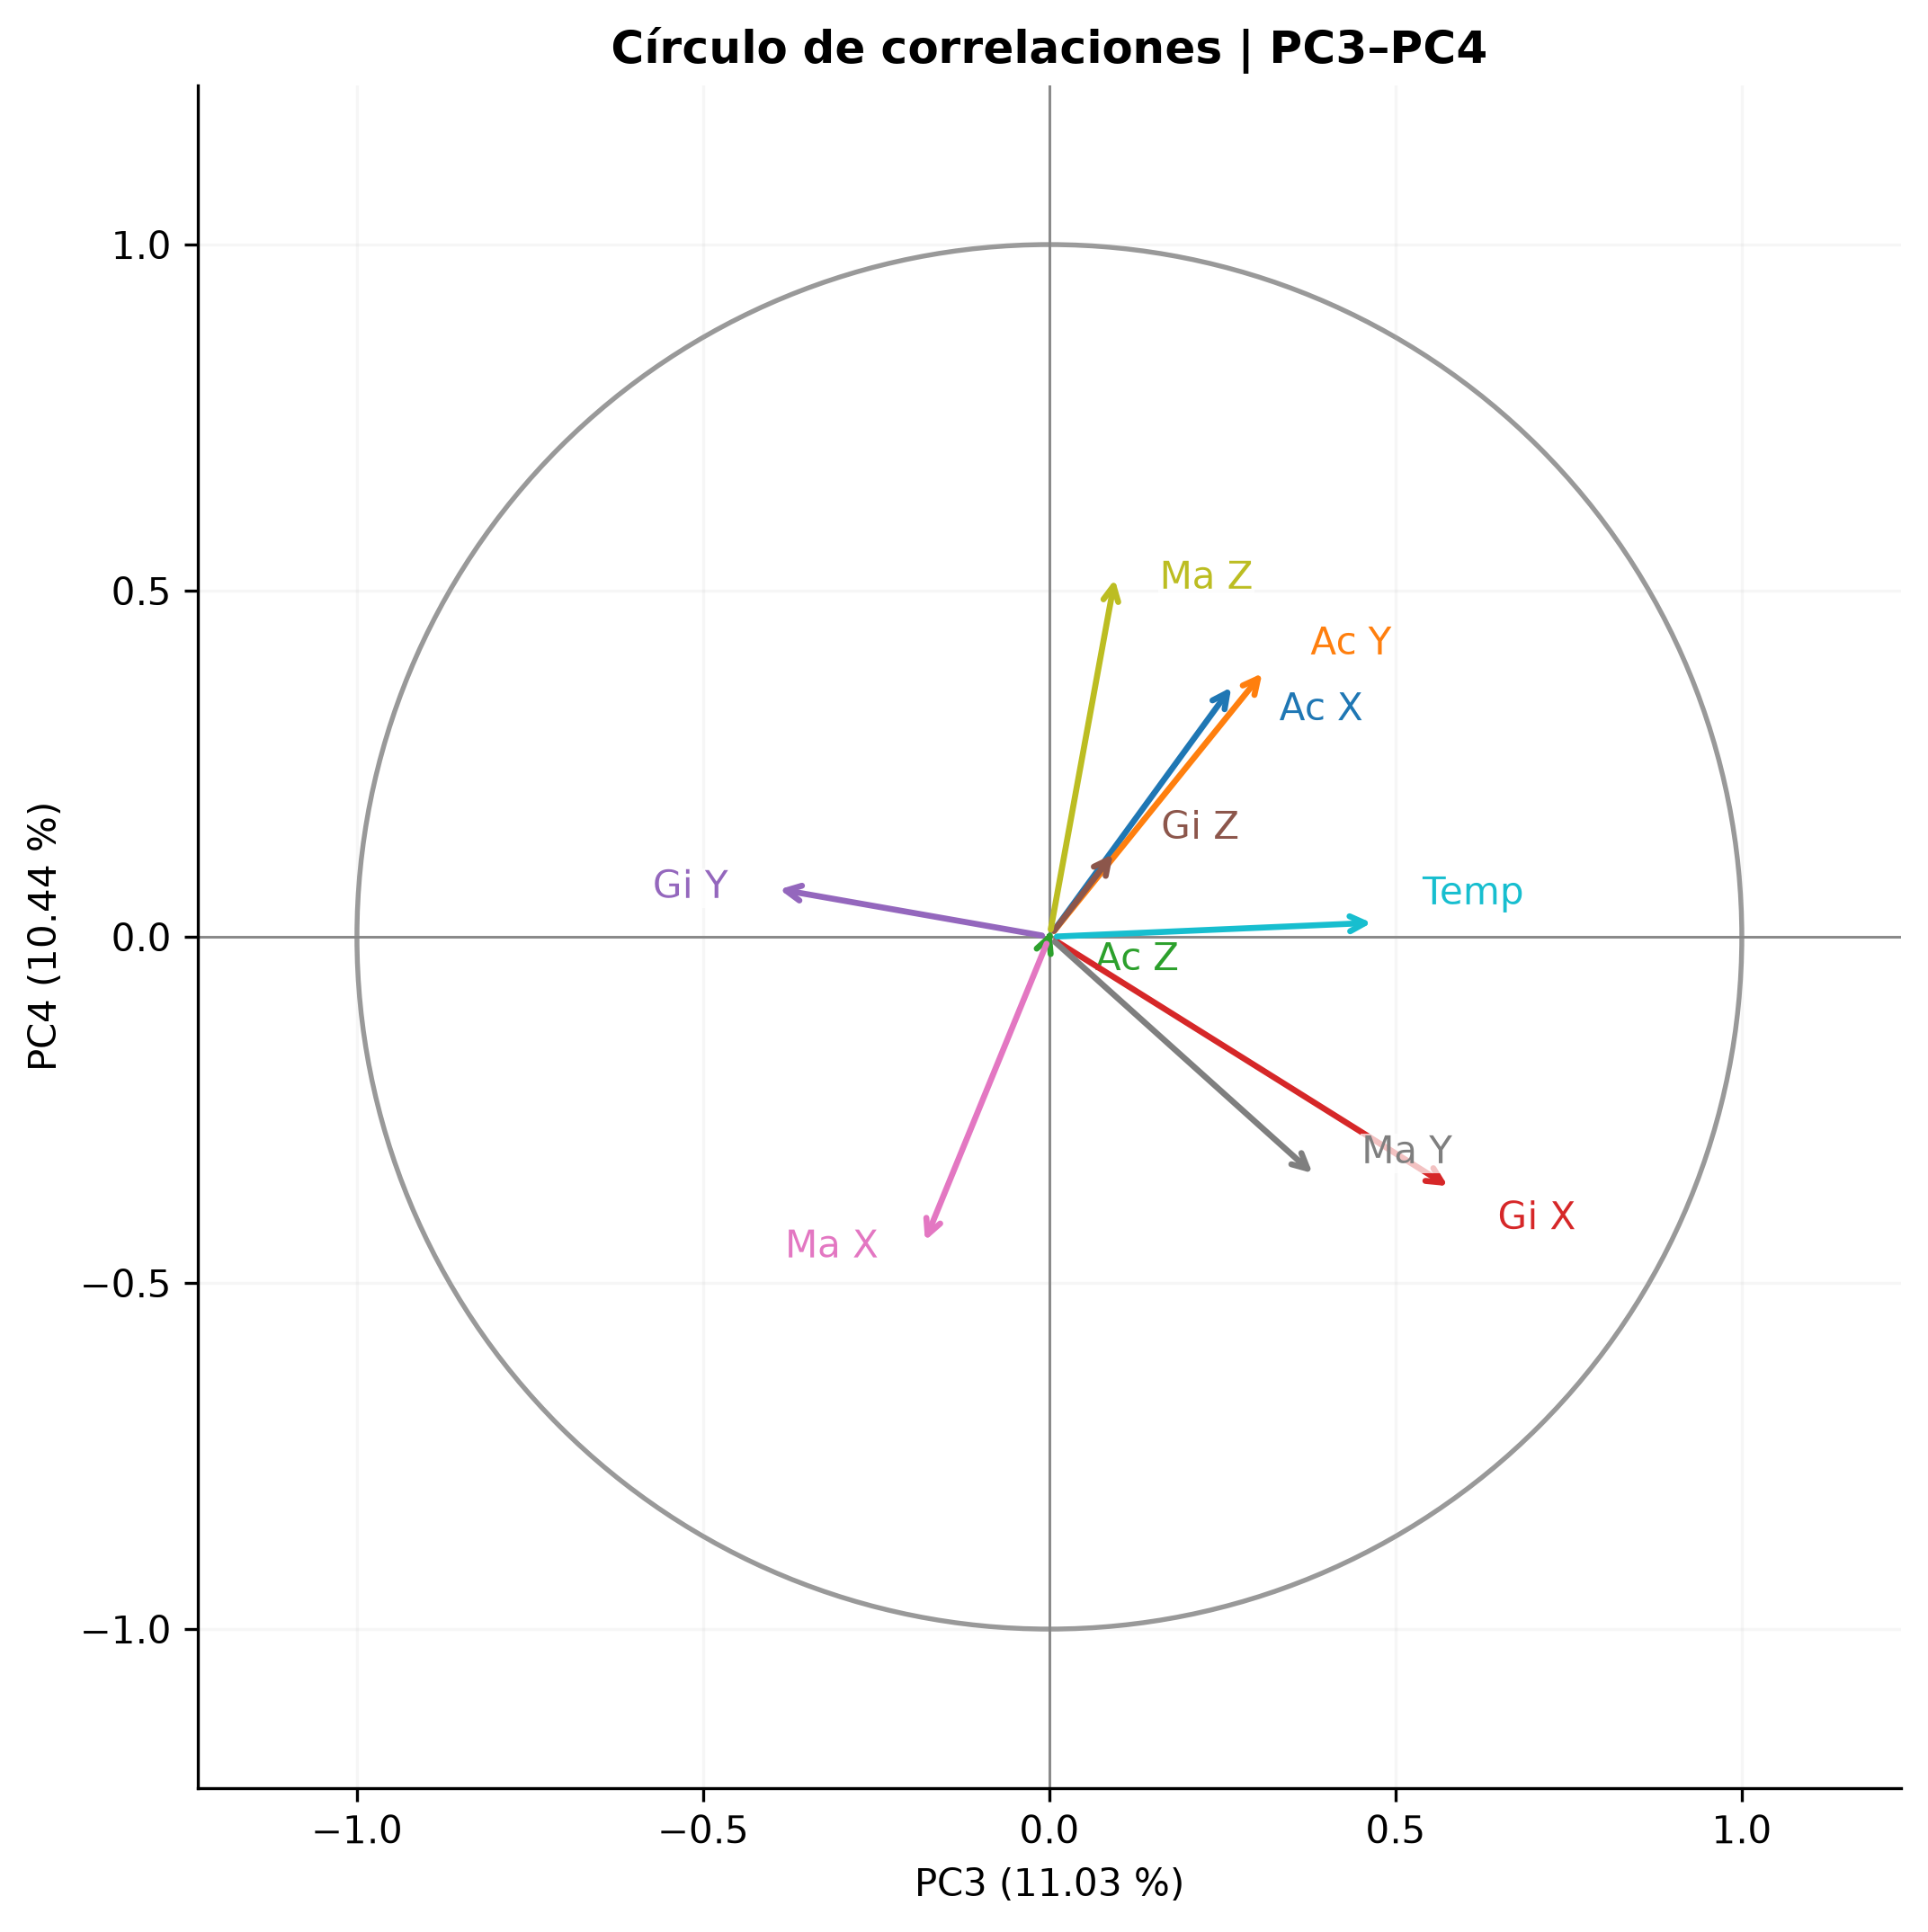 Círculo de correlaciones | PC3–PC4
1.0
0.5
0.0
−0.5
−1.0
PC4 (10.44 %)
Ma Z
Ac Y
Ac X
Gi Z
Gi Y
Temp
Ac Z
Ma Y
Gi X
Ma X
−1.0
−0.5
0.0
0.5
1.0
PC3 (11.03 %)